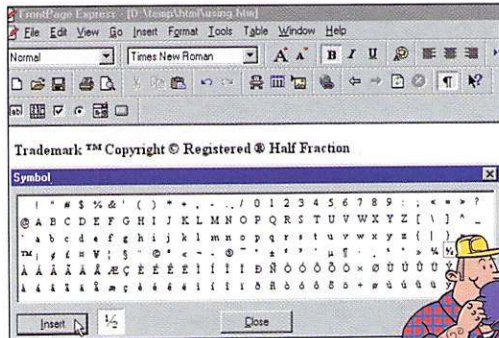 FrontPage Express - [D:\temp\html\using.htm]
File Edit View Go Insert Format Tools Table Window Help
Normal Times New Roman A A B I U
abl
Trademark ™ Copyright © Registered ® Half Fraction
Symbol
! " # $ % & ' ( ) * + , - . / 0 1 2 3 4 5 6 7 8 9 : ; < = > ?
@ A B C D E F G H I J K L M N O P Q R S T U V W X Y Z [ \ ] ^ _
` a b c d e f g h i j k l m n o p q r s t u v w x y z { | }
Insert ½ Close